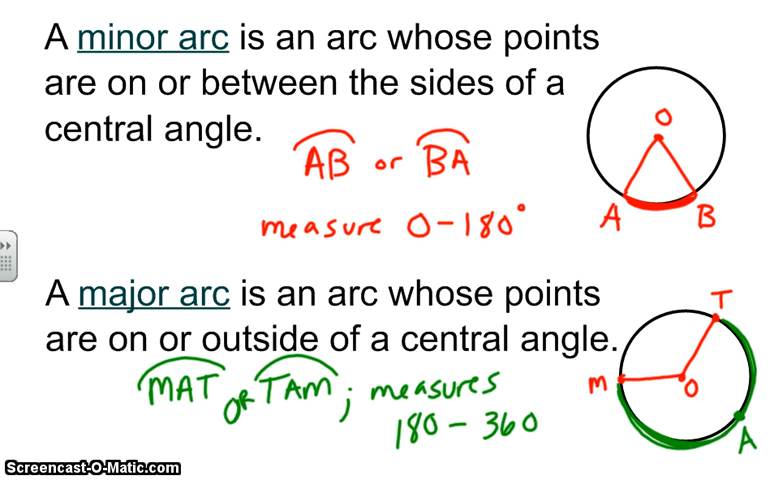 A minor arc is an arc whose points
are on or between the sides of a
central angle.
AB or BA
measure 0-180°
O
A B
A major arc is an arc whose points
are on or outside of a central angle.
MAT OR TAM; measures
180 - 360
T
M O
A
Screencast-O-Matic.com